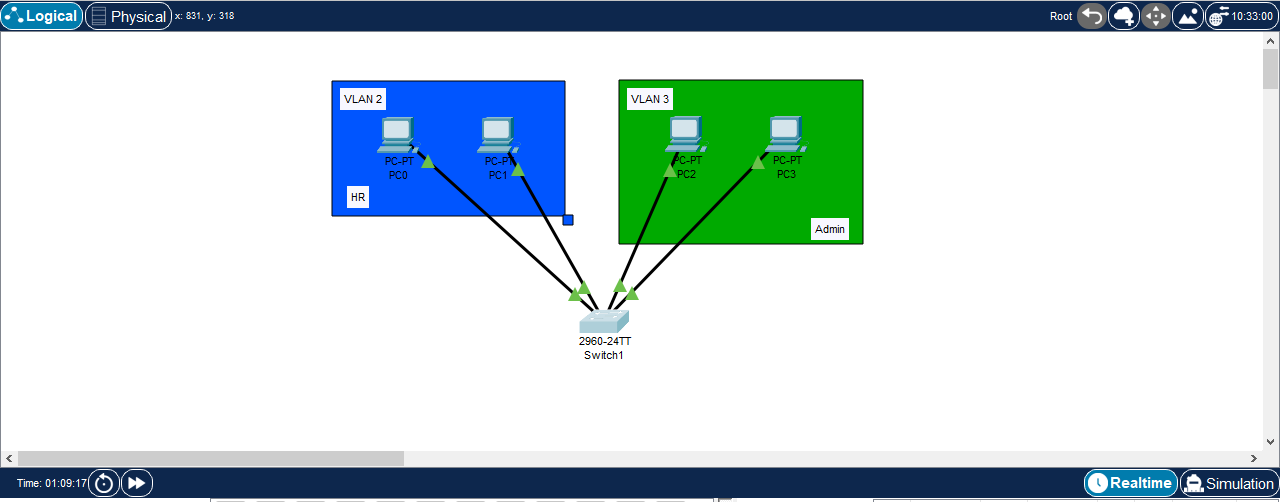 Logical
Physical
x: 831, y: 318
Root
10:33:00
VLAN 2
VLAN 3
PC-PT
PC0
PC-PT
PC1
PC-PT
PC2
PC-PT
PC3
HR
Admin
2960-24TT
Switch1
Time: 01:09:17
Realtime
Simulation